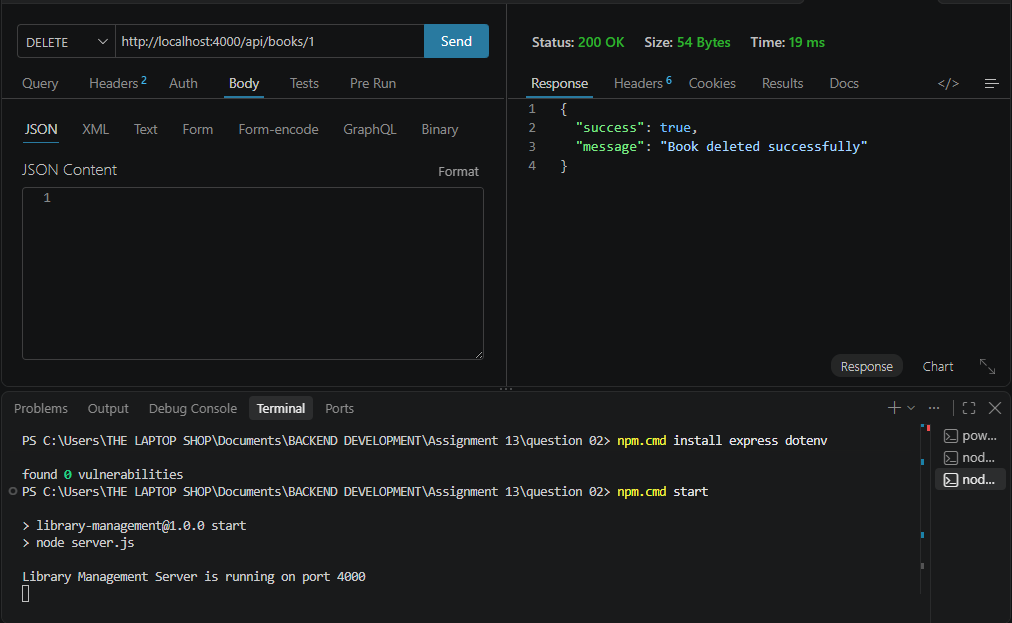 DELETE http://localhost:4000/api/books/1 Send
Query Headers 2 Auth Body Tests Pre Run
JSON XML Text Form Form-encode GraphQL Binary
JSON Content Format
1
Status: 200 OK Size: 54 Bytes Time: 19 ms
Response Headers 6 Cookies Results Docs </>
1 {
2 "success": true,
3 "message": "Book deleted successfully"
4 }
Response Chart
Problems Output Debug Console Terminal Ports
PS C:\Users\THE LAPTOP SHOP\Documents\BACKEND DEVELOPMENT\Assignment 13\question 02> npm.cmd install express dotenv
found 0 vulnerabilities
PS C:\Users\THE LAPTOP SHOP\Documents\BACKEND DEVELOPMENT\Assignment 13\question 02> npm.cmd start
> library-management@1.0.0 start
> node server.js
Library Management Server is running on port 4000
pow...
nod...
nod...